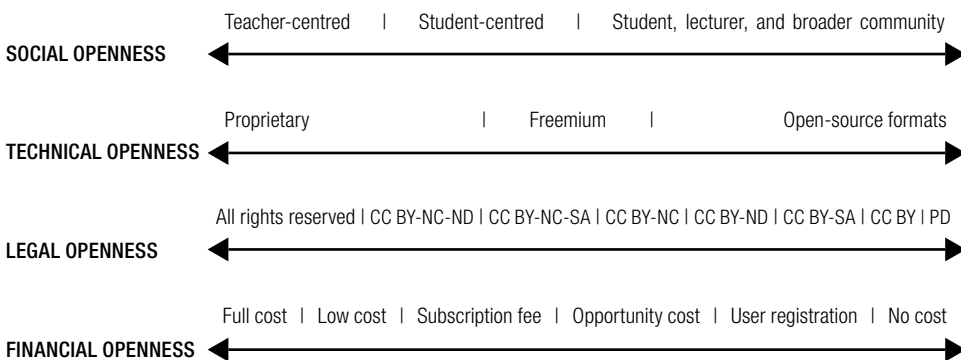 Teacher-centred | Student-centred | Student, lecturer, and broader community
SOCIAL OPENNESS
Proprietary | Freemium | Open-source formats
TECHNICAL OPENNESS
All rights reserved | CC BY-NC-ND | CC BY-NC-SA | CC BY-NC | CC BY-ND | CC BY-SA | CC BY | PD
LEGAL OPENNESS
Full cost | Low cost | Subscription fee | Opportunity cost | User registration | No cost
FINANCIAL OPENNESS